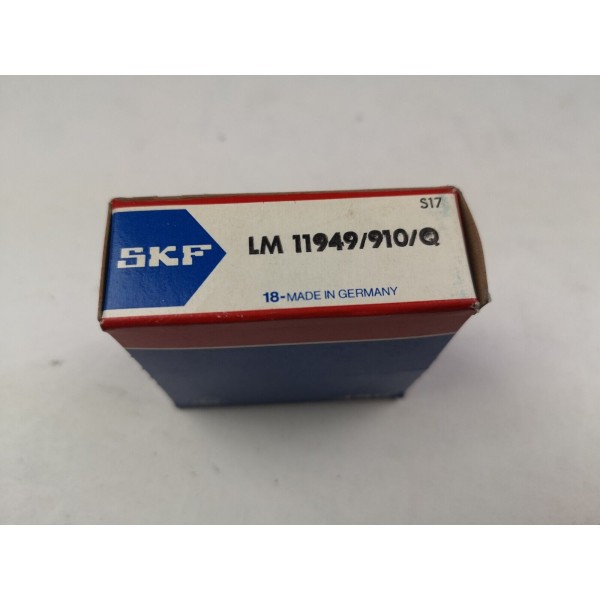 S17
SKF
LM 11949/910/Q
18-MADE IN GERMANY